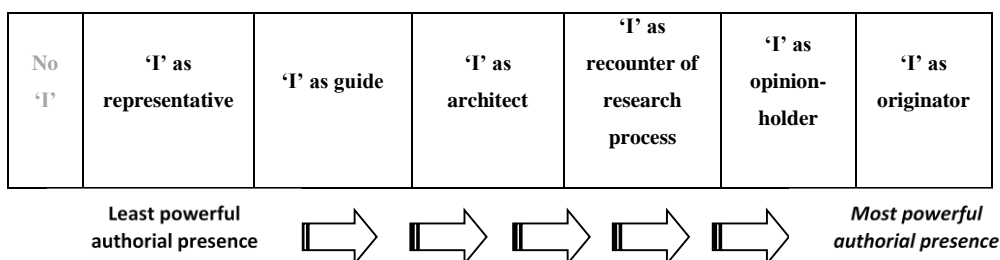 No
‘I’
‘I’ as
representative
‘I’ as guide
‘I’ as
architect
‘I’ as
recounter of
research
process
‘I’ as
opinion-
holder
‘I’ as
originator
Least powerful
authorial presence
Most powerful
authorial presence